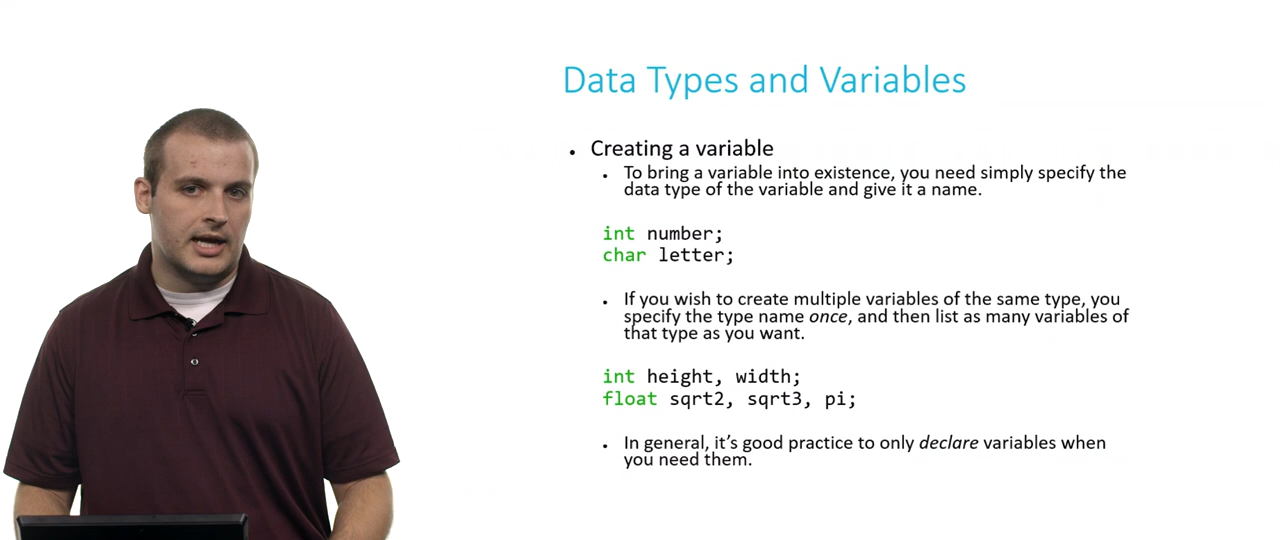 Data Types and Variables
• Creating a variable
• To bring a variable into existence, you need simply specify the
data type of the variable and give it a name.
int number;
char letter;
• If you wish to create multiple variables of the same type, you
specify the type name once, and then list as many variables of
that type as you want.
int height, width;
float sqrt2, sqrt3, pi;
• In general, it’s good practice to only declare variables when
you need them.